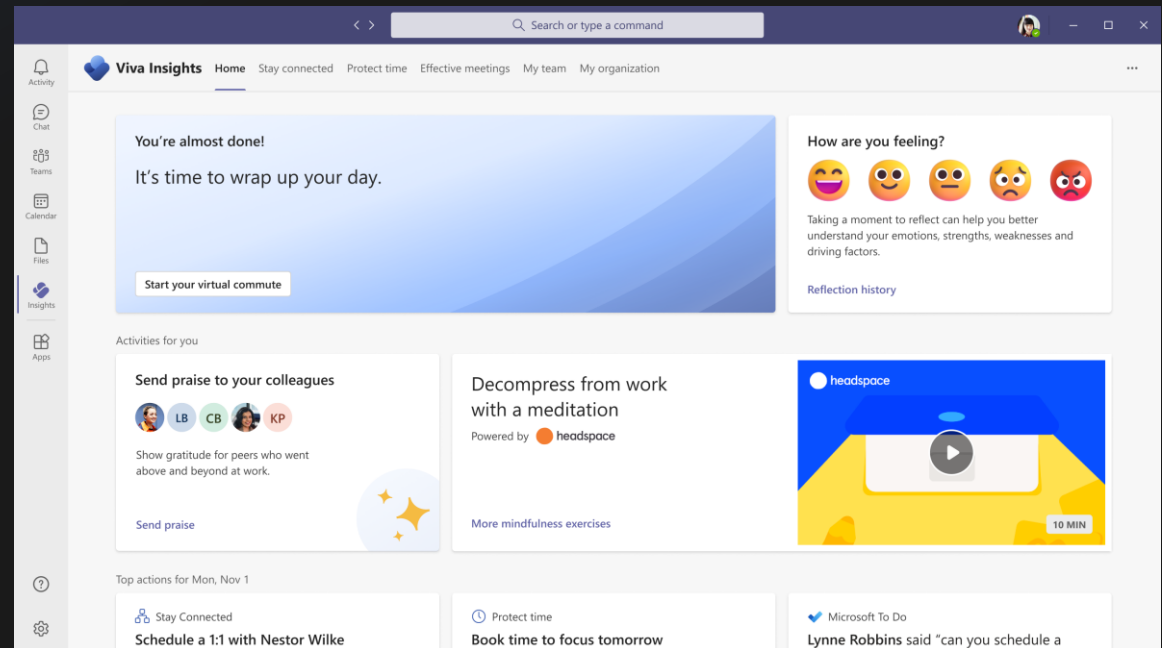 Search or type a command
Viva Insights Home Stay connected Protect time Effective meetings My team My organization
Activity
Chat
Teams
Calendar
Files
Insights
Apps
You're almost done!
It's time to wrap up your day.
Start your virtual commute
How are you feeling?
Taking a moment to reflect can help you better
understand your emotions, strengths, weaknesses and
driving factors.
Reflection history
Activities for you
Send praise to your colleagues
LB CB KP
Show gratitude for peers who went
above and beyond at work.
Send praise
Decompress from work
with a meditation
Powered by headspace
More mindfulness exercises
headspace
10 MIN
Top actions for Mon, Nov 1
Stay Connected
Schedule a 1:1 with Nestor Wilke
Protect time
Book time to focus tomorrow
Microsoft To Do
Lynne Robbins said "can you schedule a